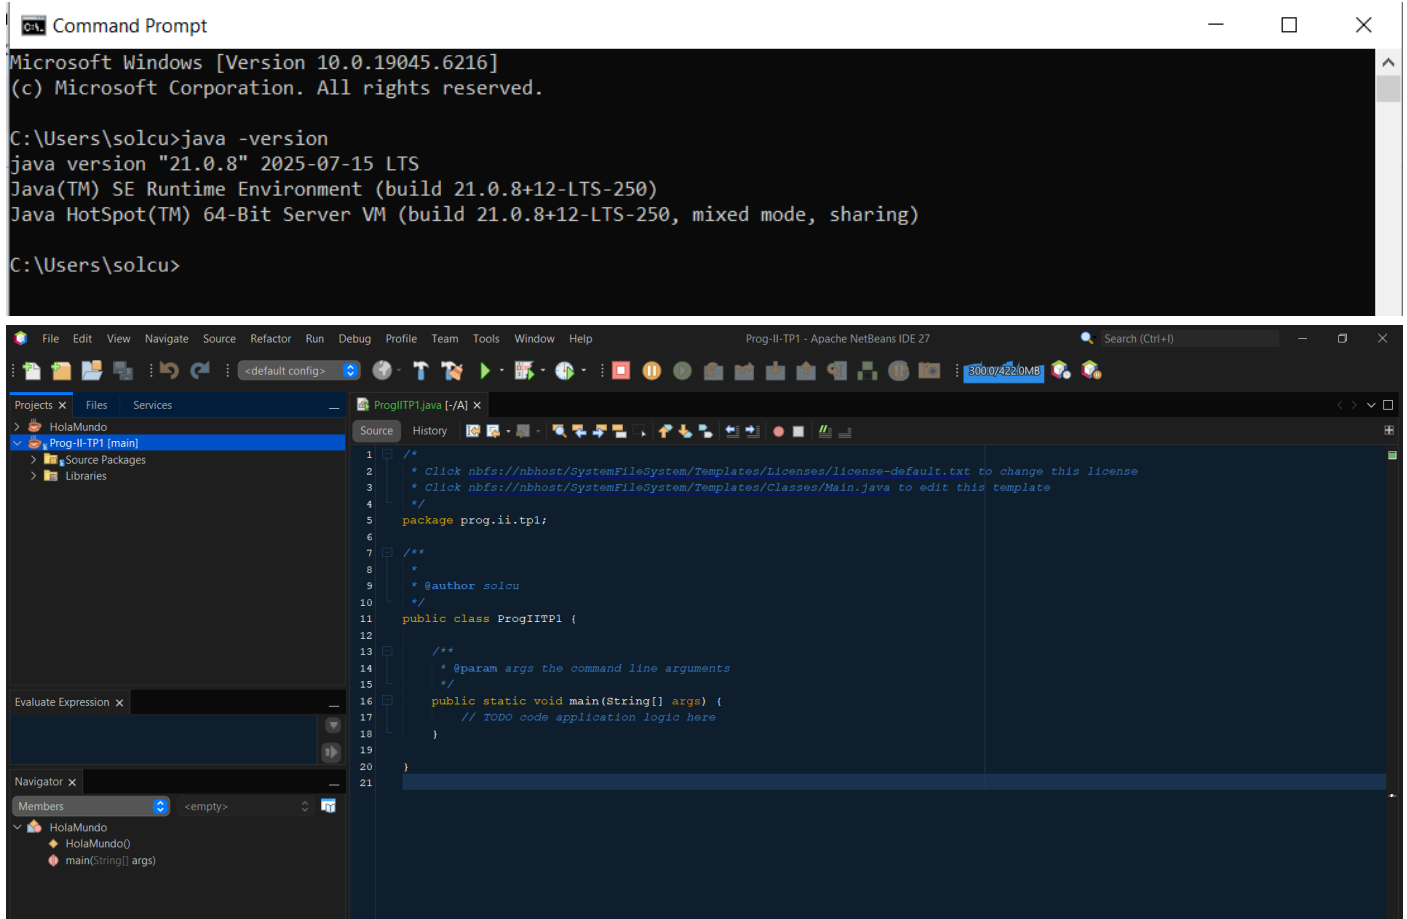 Command Prompt
Microsoft Windows [Version 10.0.19045.6216]
(c) Microsoft Corporation. All rights reserved.
C:\Users\solcu>java -version
java version "21.0.8" 2025-07-15 LTS
Java(TM) SE Runtime Environment (build 21.0.8+12-LTS-250)
Java HotSpot(TM) 64-Bit Server VM (build 21.0.8+12-LTS-250, mixed mode, sharing)
C:\Users\solcu>
File Edit View Navigate Source Refactor Run Debug Profile Team Tools Window Help Prog-II-TP1 - Apache NetBeans IDE 27 Search (Ctrl+I)
<default config> 300.0/422.0MB
Projects Files Services
HolaMundo
Prog-II-TP1 [main]
Source Packages
Libraries
ProgIITP1.java [-/A]
Source History
1 /*
2 * Click nbfs://nbhost/SystemFileSystem/Templates/Licenses/license-default.txt to change this license
3 * Click nbfs://nbhost/SystemFileSystem/Templates/Classes/Main.java to edit this template
4 */
5 package prog.ii.tp1;
6
7 /**
8 *
9 * @author solcu
10 */
11 public class ProgIITP1 {
12
13 /**
14 * @param args the command line arguments
15 */
16 public static void main(String[] args) {
17 // TODO code application logic here
18 }
19
20 }
21
Evaluate Expression
Navigator
Members <empty>
HolaMundo
HolaMundo()
main(String[] args)